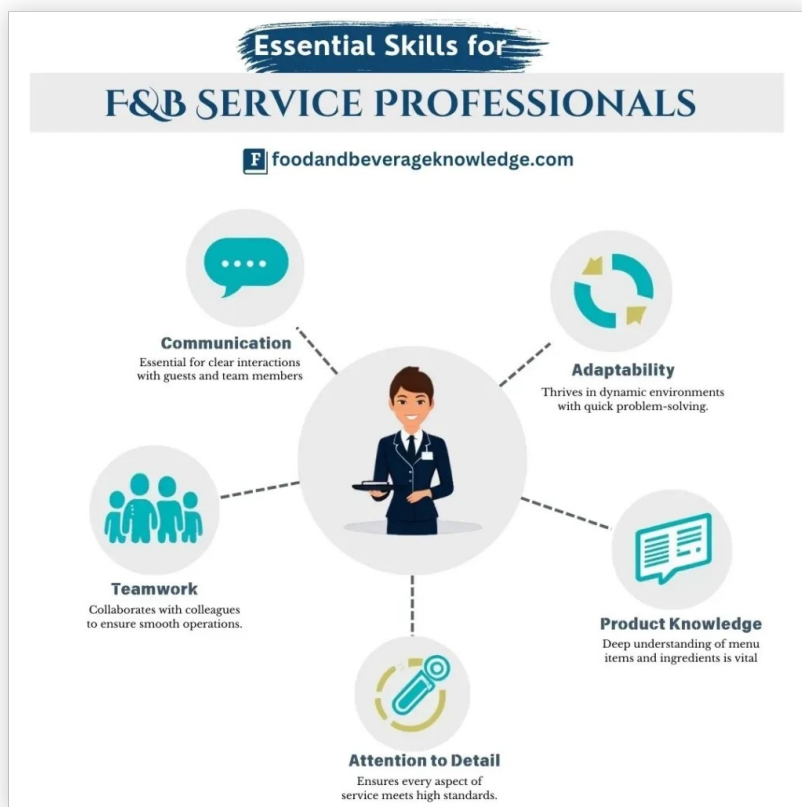 Essential Skills for
F&B SERVICE PROFESSIONALS
F foodandbeverageknowledge.com
Communication
Essential for clear interactions
with guests and team members
Adaptability
Thrives in dynamic environments
with quick problem-solving.
Teamwork
Collaborates with colleagues
to ensure smooth operations.
Product Knowledge
Deep understanding of menu
items and ingredients is vital
Attention to Detail
Ensures every aspect of
service meets high standards.